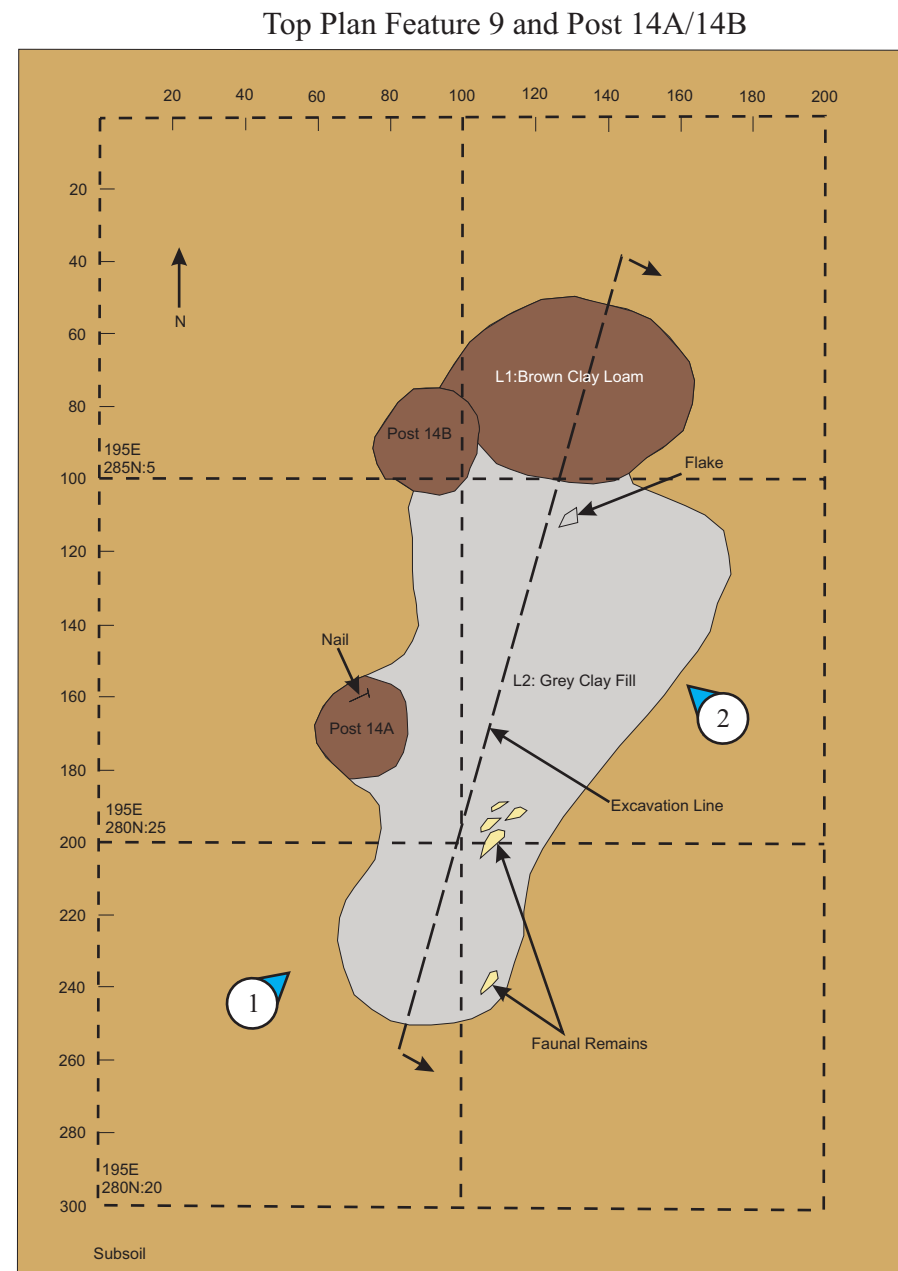 Top Plan Feature 9 and Post 14A/14B
20 40 60 80 100 120 140 160 180 200
20
40
N
60
L1:Brown Clay Loam
80
Post 14B
195E
285N:5
Flake
100
120
140
Nail
L2: Grey Clay Fill
160
2
Post 14A
180
Excavation Line
195E
280N:25
200
220
240
1
Faunal Remains
260
280
195E
280N:20
300
Subsoil